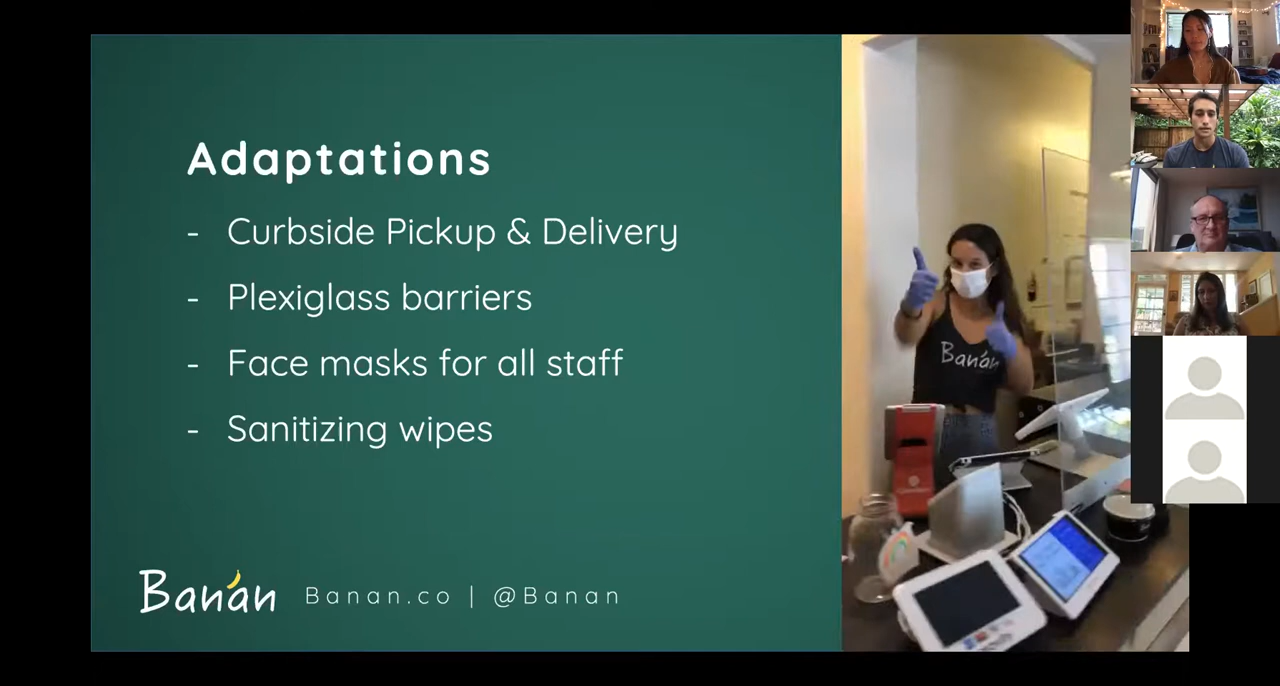 Adaptations
- Curbside Pickup & Delivery
- Plexiglass barriers
- Face masks for all staff
- Sanitizing wipes
Banán Banan.co | @Banan
Banán